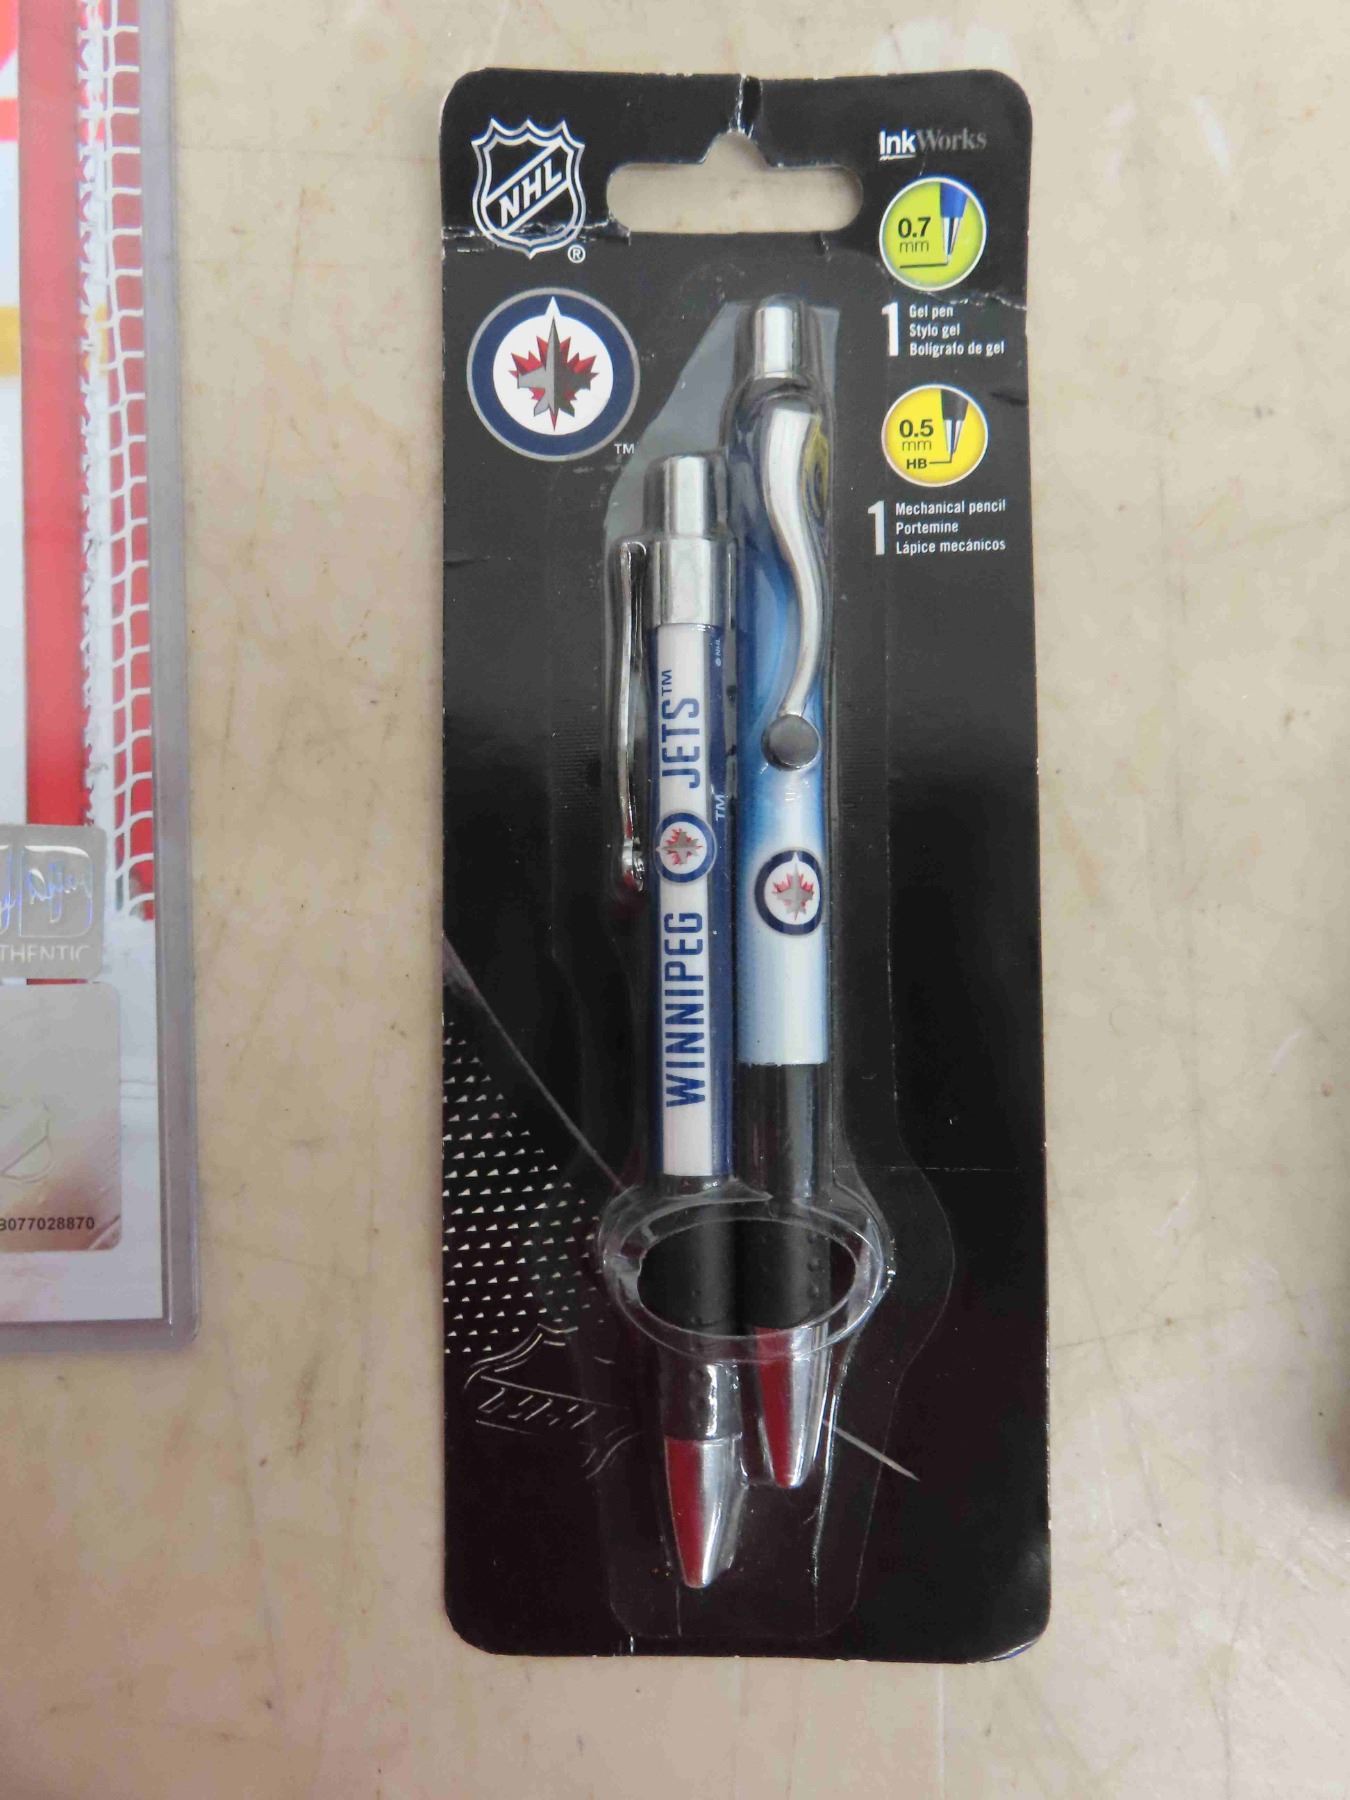 NHL
®
InkWorks
0.7
mm
1
Gel pen
Stylo gel
Bolígrafo de gel
TM
0.5
mm
HB
1
Mechanical pencil
Portemine
Lápice mecánicos
WINNIPEG JETS™
TM
© NHL
THENTIC
3077028870